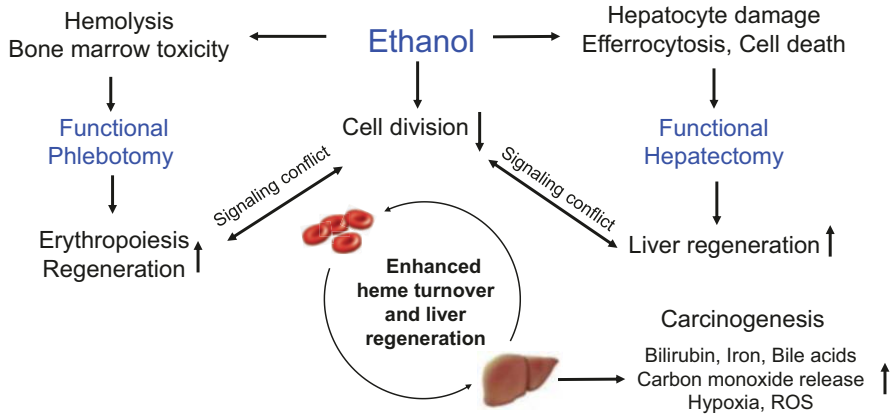 Hemolysis
Bone marrow toxicity
Ethanol
Hepatocyte damage
Efferrocytosis, Cell death
Functional
Phlebotomy
Cell division
Functional
Hepatectomy
Signaling conflict
Signaling conflict
Erythropoiesis
Regeneration
Liver regeneration
Enhanced
heme turnover
and liver
regeneration
Carcinogenesis
Bilirubin, Iron, Bile acids
Carbon monoxide release
Hypoxia, ROS